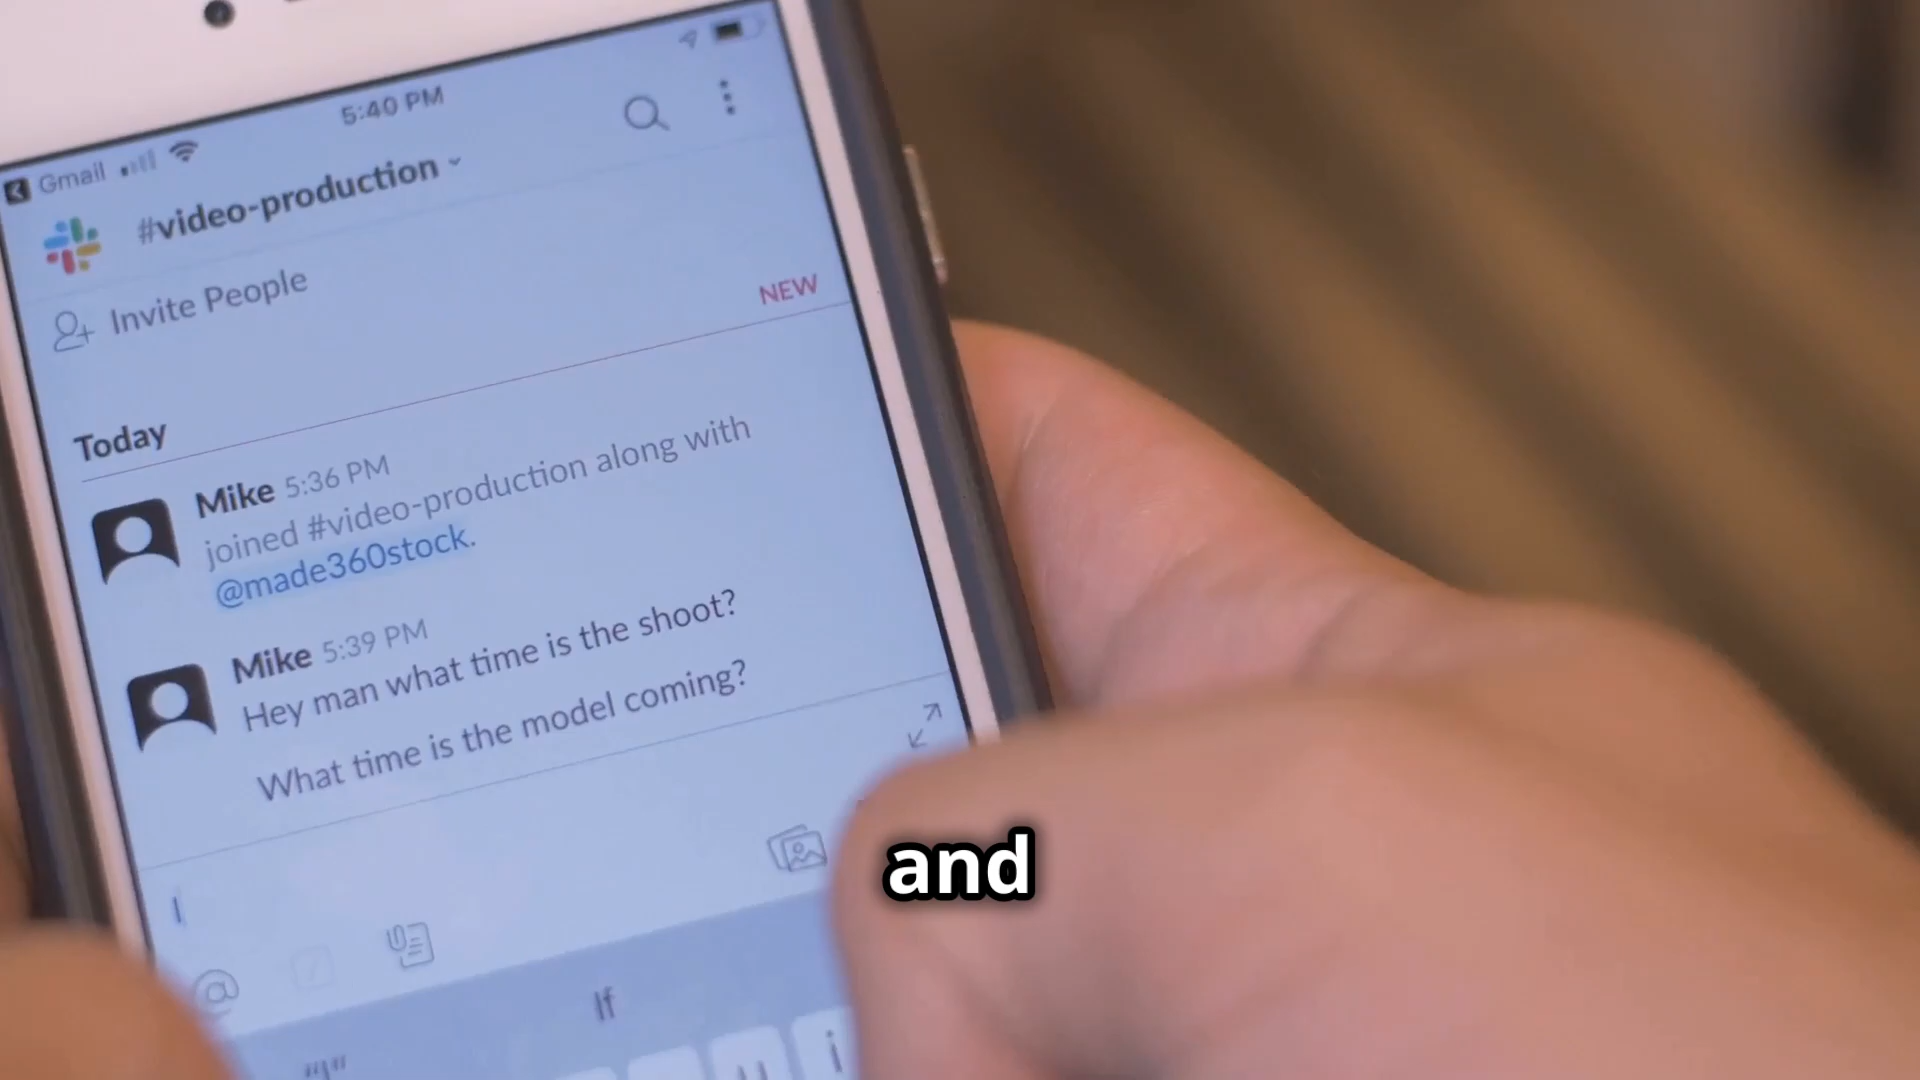 5:40 PM
Gmail
#video-production
Invite People
NEW
Today
Mike 5:36 PM
joined #video-production along with
@made360stock.
Mike 5:39 PM
Hey man what time is the shoot?
What time is the model coming?
and
@
If
"I"
u i